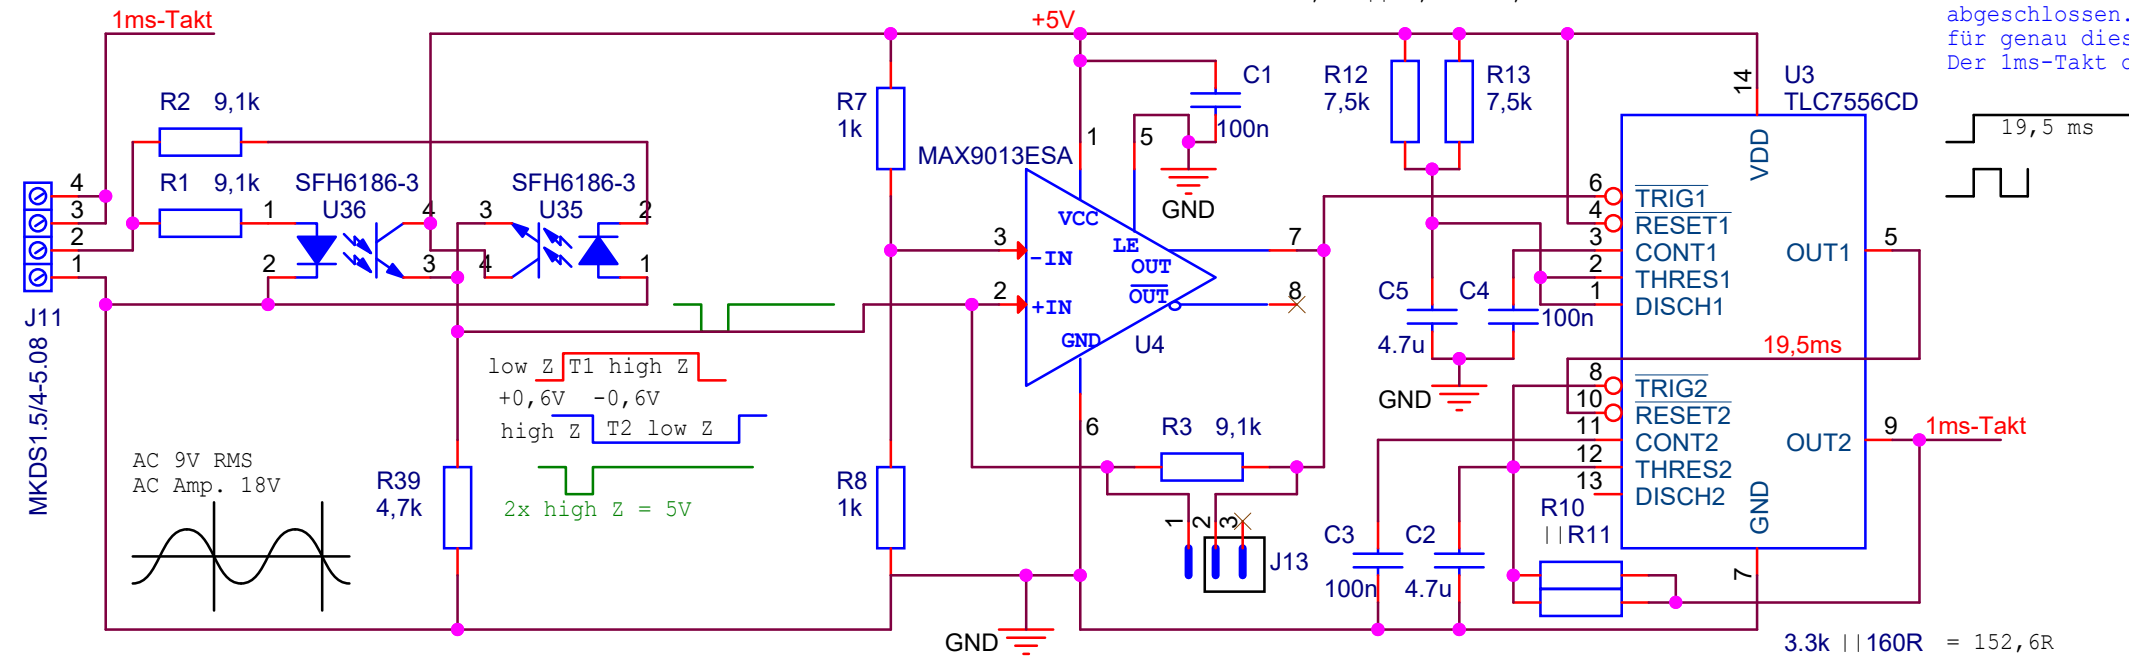 1ms-Takt
+5V
abgeschlossen.
für genau dies
Der 1ms-Takt
R2 9,1k
R1 9,1k
SFH6186-3
U36
SFH6186-3
U35
1
2
4
3
3
4
2
1
4
3
2
1
J11
MKDS1.5/4-5.08
R7
1k
MAX9013ESA
C1
100n
GND
1
5
VCC
LE
3
-IN
OUT
7
2
+IN
OUT
8
GND
U4
6
R12
7,5k
R13
7,5k
U3
TLC7556CD
14
VDD
19,5 ms
6
TRIG1
4
RESET1
3
CONT1
OUT1
5
2
THRES1
1
DISCH1
C5
4.7u
C4
100n
GND
19,5ms
8
TRIG2
10
RESET2
11
CONT2
OUT2
9
1ms-Takt
12
THRES2
13
DISCH2
GND
7
low Z T1 high Z
+0,6V -0,6V
high Z T2 low Z
2x high Z = 5V
AC 9V RMS
AC Amp. 18V
R39
4,7k
R8
1k
R3 9,1k
1
2
3
J13
GND
C3
100n
C2
4.7u
R10
||R11
3.3k ||160R = 152,6R